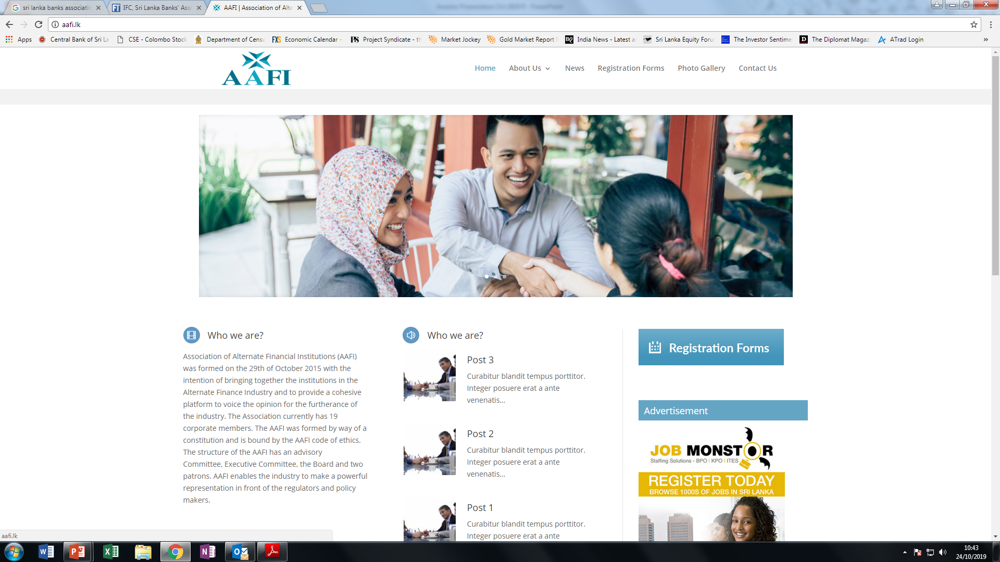 sri lanka banks associatio
IFC, Sri Lanka Banks' Asso
AAFI | Association of Alte
aafi.lk
Apps
Central Bank of Sri La
CSE - Colombo Stock
Department of Censu
FXS
Economic Calendar -
Project Syndicate - th
Market Jockey
Gold Market Report
BQ
India News - Latest a
Sri Lanka Equity Foru
The Investor Sentime
D
The Diplomat Magaz
ATrad Login
»
AAFI
Home
About Us
News
Registration Forms
Photo Gallery
Contact Us
Who we are?
Association of Alternate Financial Institutions (AAFI)
was formed on the 29th of October 2015 with the
intention of bringing together the institutions in the
Alternate Finance Industry and to provide a cohesive
platform to voice the opinion for the furtherance of
the industry. The Association currently has 19
corporate members. The AAFI was formed by way of a
constitution and is bound by the AAFI code of ethics.
The structure of the AAFI has an advisory
Committee, Executive Committee, the Board and two
patrons. AAFI enables the industry to make a powerful
representation in front of the regulators and policy
makers.
Who we are?
Post 3
Curabitur blandit tempus porttitor.
Integer posuere erat a ante
venenatis...
Post 2
Curabitur blandit tempus porttitor.
Integer posuere erat a ante
venenatis...
Post 1
Curabitur blandit tempus porttitor.
Integer posuere erat a ante
Registration Forms
Advertisement
JOB MONSTOR
Staffing Solutions - BPO | KPO | ITES
REGISTER TODAY
BROWSE 1000S OF JOBS IN SRI LANKA
aafi.lk
10:43
24/10/2019